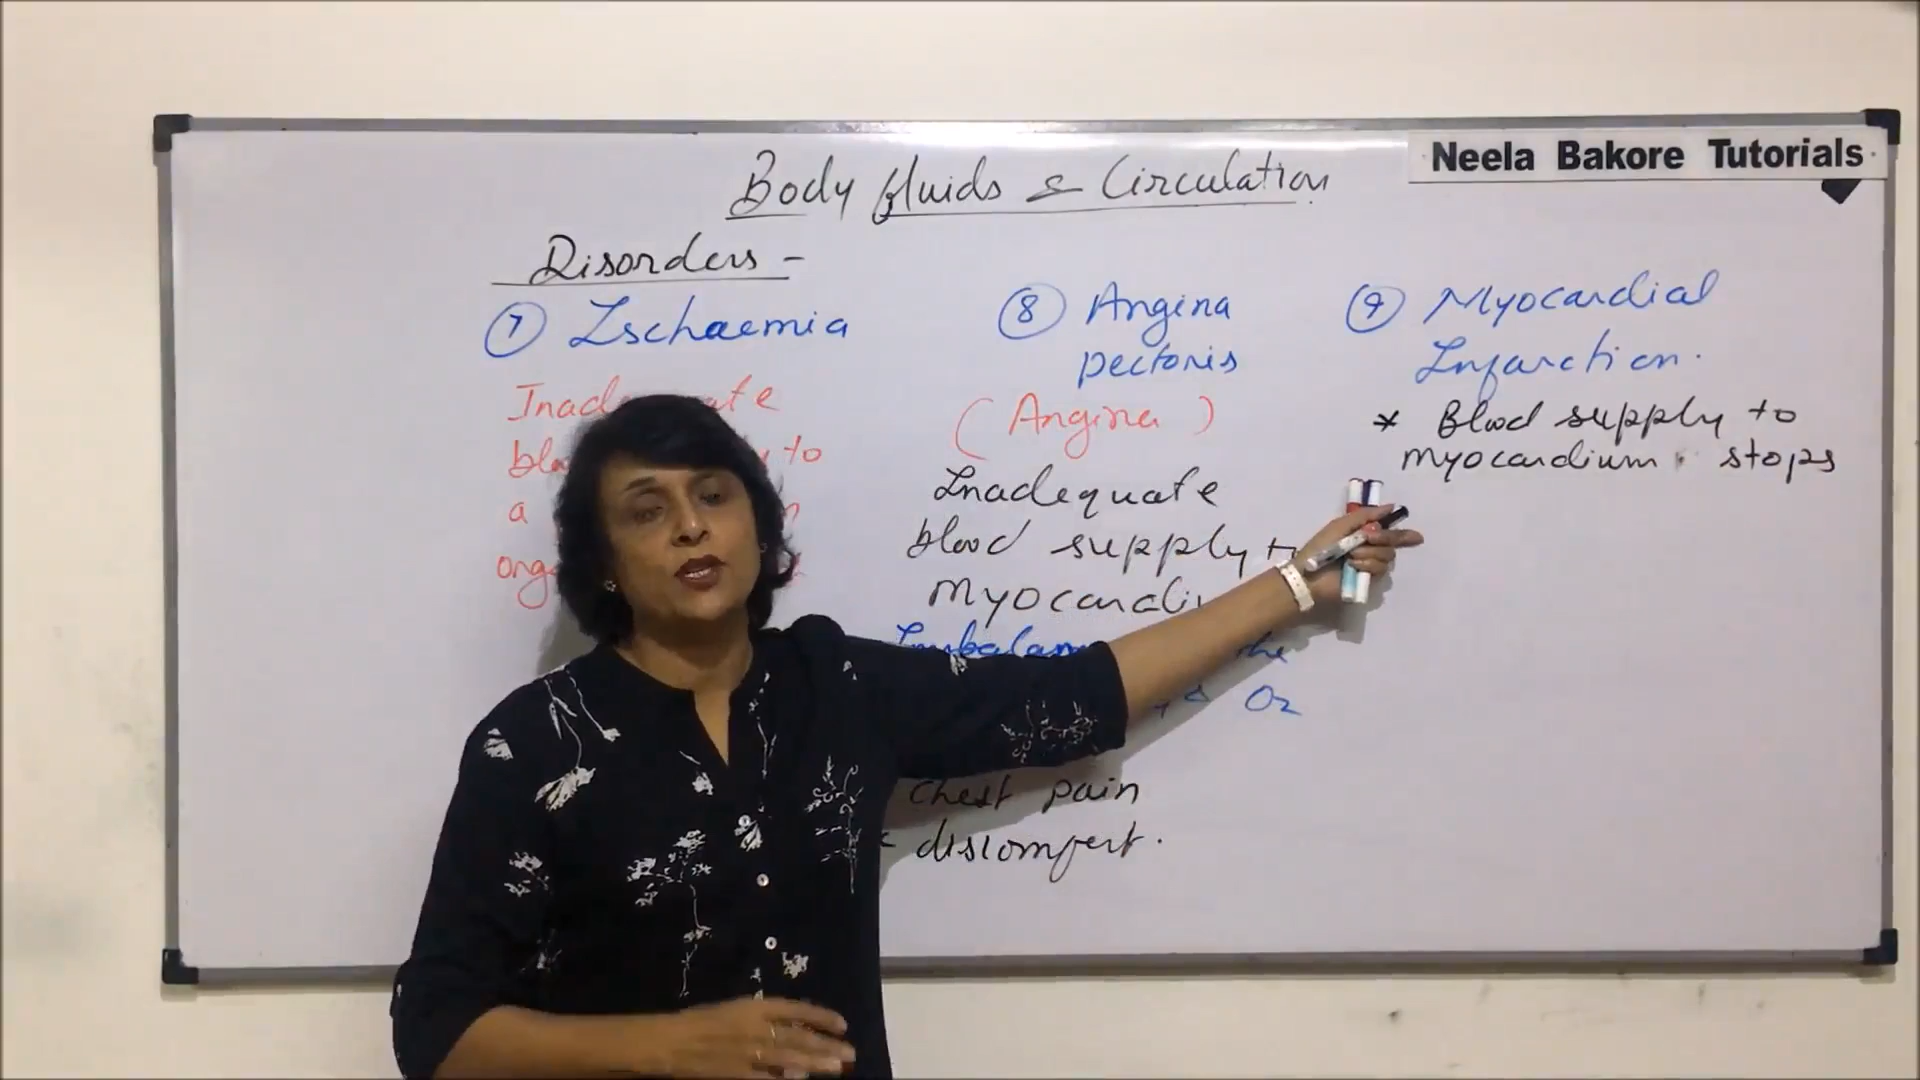 Neela Bakore Tutorials
Body fluids & Circulation
Disorders -
7 Ischaemia
Inadequate
to
a
8 Angina
pectoris
(Angina)
Inadequate
blood supply
chest pain
discomfort.
O2
9 Myocardial
Infarction.
* Blood supply to
myocardium stops